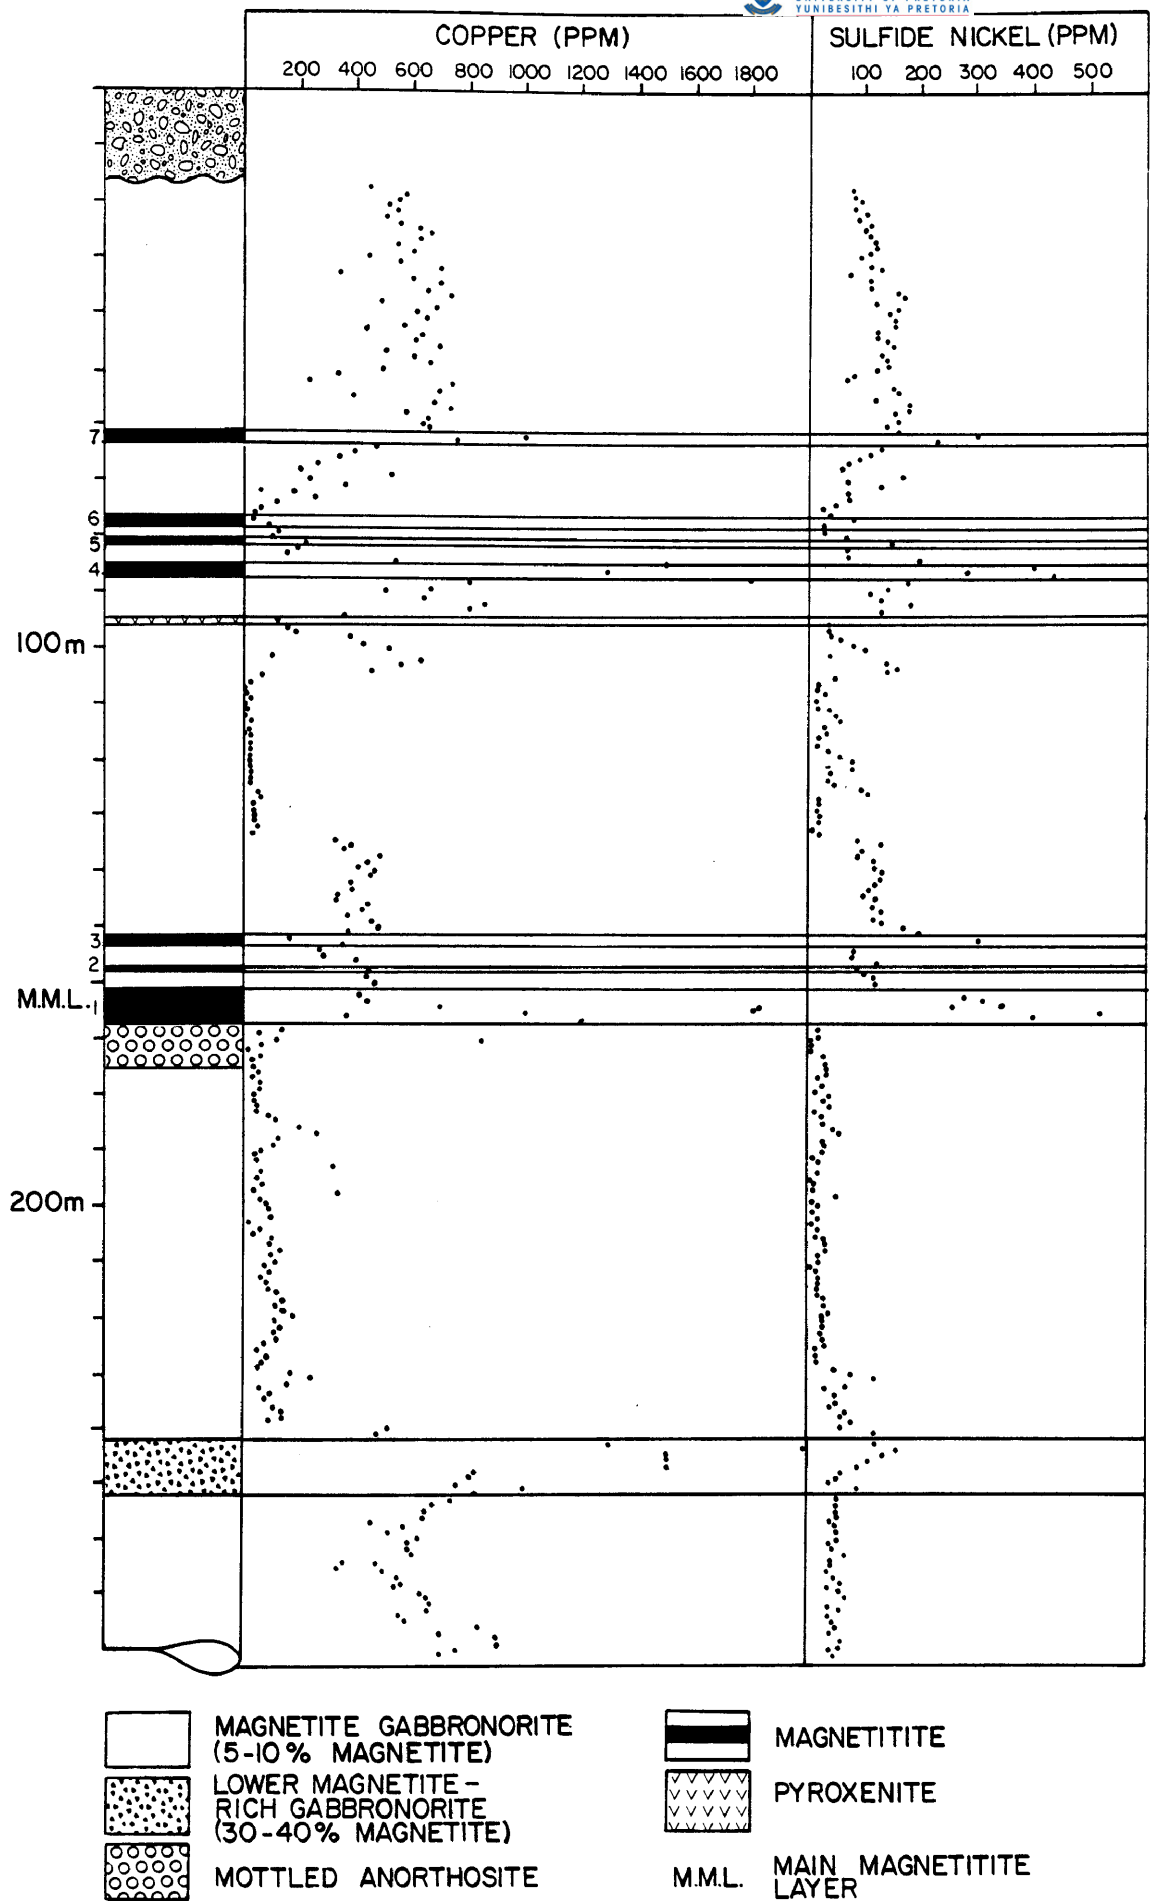 YUNIBESITHI YA PRETORIA
COPPER (PPM) SULFIDE NICKEL (PPM)
200 400 600 800 1000 1200 1400 1600 1800 100 200 300 400 500
7
6
5
4
100m
3
2
M.M.L. 1
200m
MAGNETITE GABBRONORITE
(5-10% MAGNETITE)
LOWER MAGNETITE-
RICH GABBRONORITE
(30-40% MAGNETITE)
MOTTLED ANORTHOSITE
MAGNETITITE
PYROXENITE
M.M.L. MAIN MAGNETITITE
LAYER